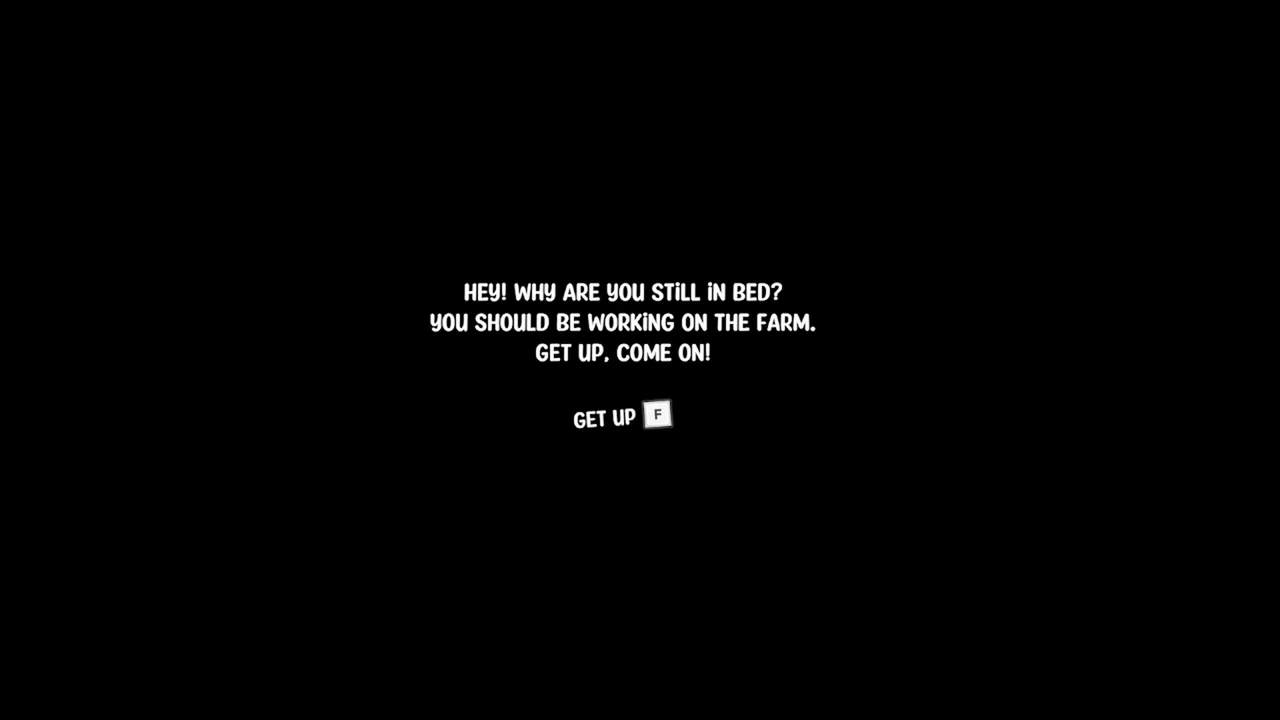 HEY! WHY ARE YOU STILL IN BED?
YOU SHOULD BE WORKING ON THE FARM.
GET UP, COME ON!
GET UP F